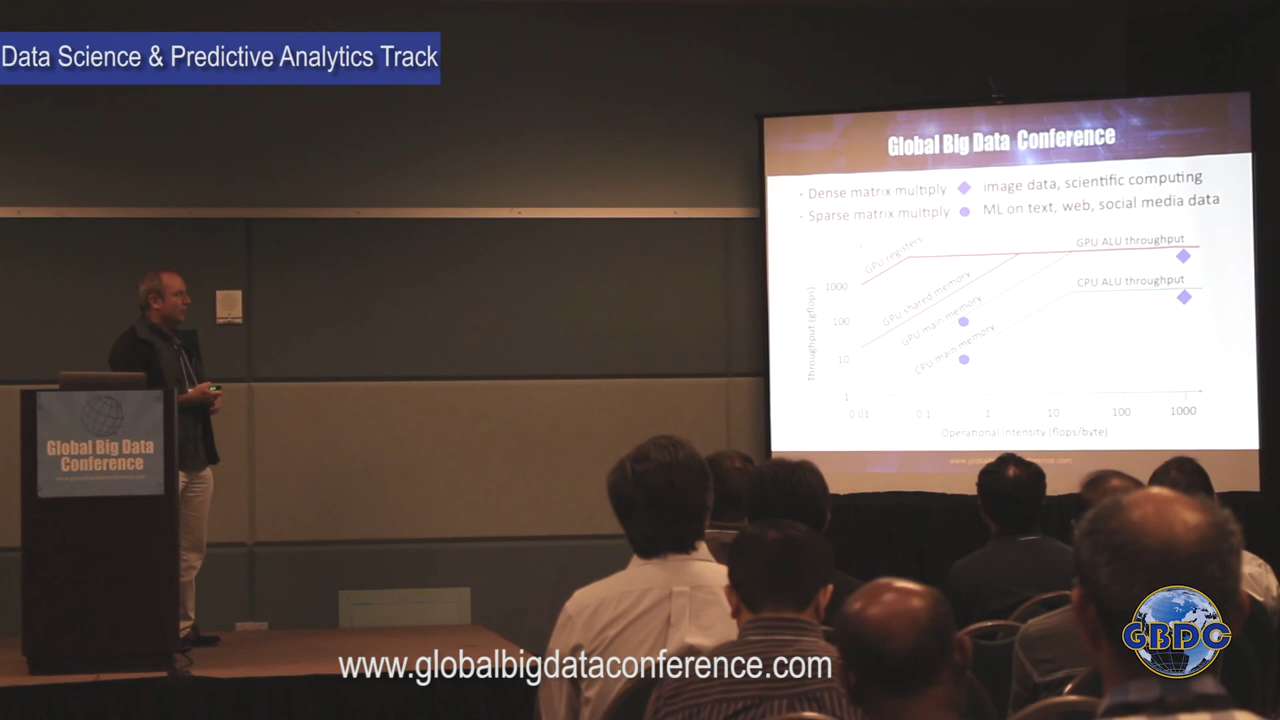 Data Science & Predictive Analytics Track
Global Big Data Conference
• Dense matrix multiply image data, scientific computing
• Sparse matrix multiply ML on text, web, social media data
GPU registers
GPU ALU throughput
GPU shared memory
CPU ALU throughput
GPU main memory
CPU main memory
Throughput (gflops)
1000
100
10
1
0.01 0.1 1 10 100 1000
Operational Intensity (flops/byte)
Global Big Data
Conference
GBDC
www.globalbigdataconference.com